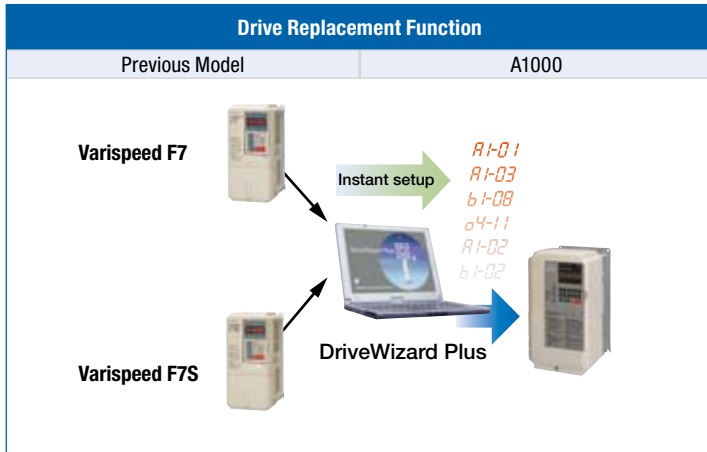 Drive Replacement Function
Previous Model
A1000
Varispeed F7
Instant setup
A1-01
A1-03
b1-08
o4-11
A1-02
b1-02
DriveWizard Plus
Varispeed F7S